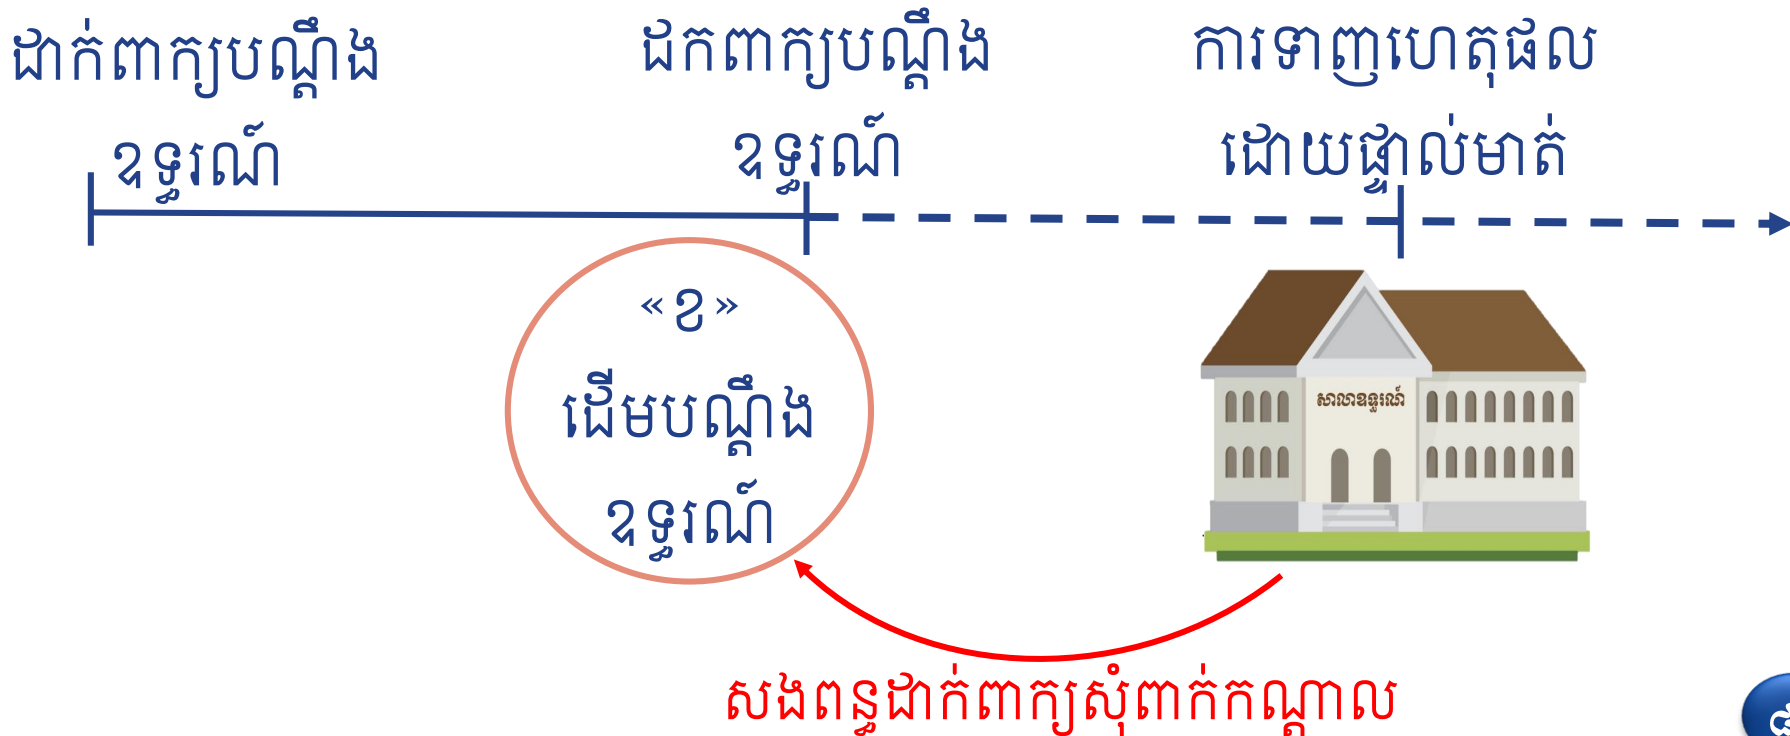 ដាក់ពាក្យបណ្ដឹង
ឧទ្ធរណ៍
ដកពាក្យបណ្ដឹង
ឧទ្ធរណ៍
ការទាញហេតុផល
ដោយផ្ទាល់មាត់
«ខ»
ដើមបណ្ដឹង
ឧទ្ធរណ៍
សាលាឧទ្ធរណ៍
សងពន្ធដាក់ពាក្យសុំពាក់កណ្ដាល